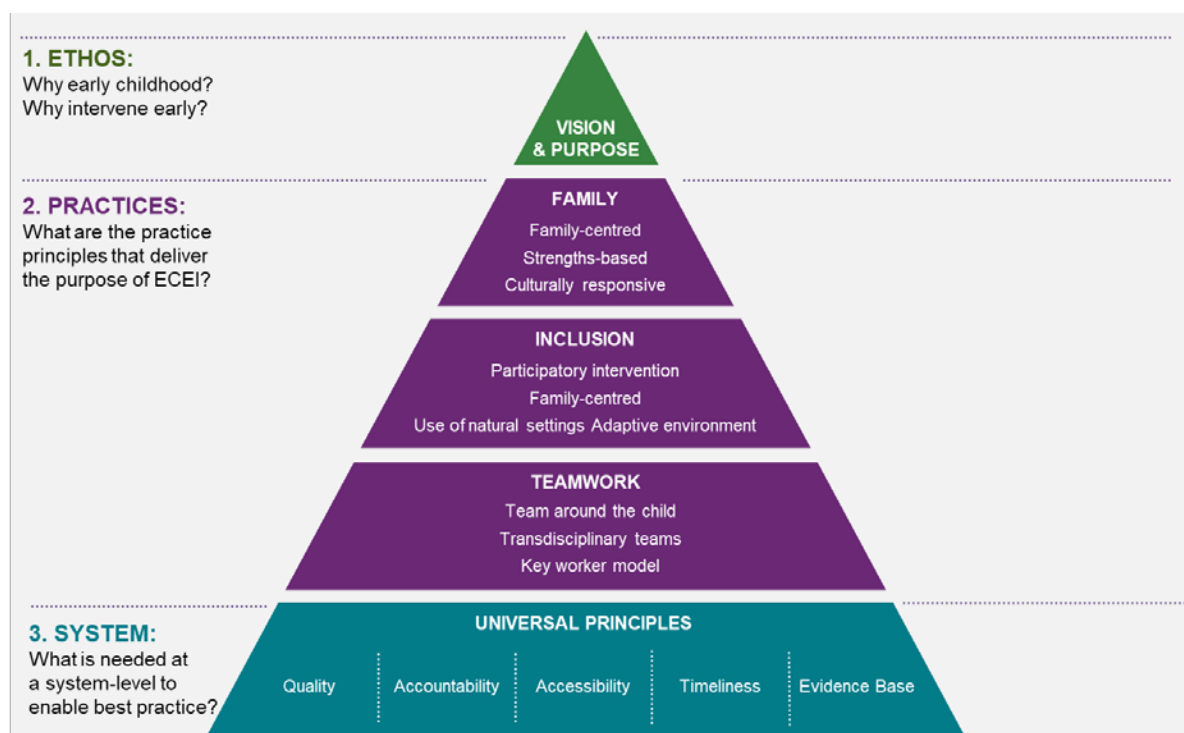 1. ETHOS:
Why early childhood?
Why intervene early?
VISION
& PURPOSE
2. PRACTICES:
What are the practice
principles that deliver
the purpose of ECEI?
FAMILY
Family-centred
Strengths-based
Culturally responsive
INCLUSION
Participatory intervention
Family-centred
Use of natural settings Adaptive environment
TEAMWORK
Team around the child
Transdisciplinary teams
Key worker model
3. SYSTEM:
What is needed at
a system-level to
enable best practice?
UNIVERSAL PRINCIPLES
Quality
Accountability
Accessibility
Timeliness
Evidence Base